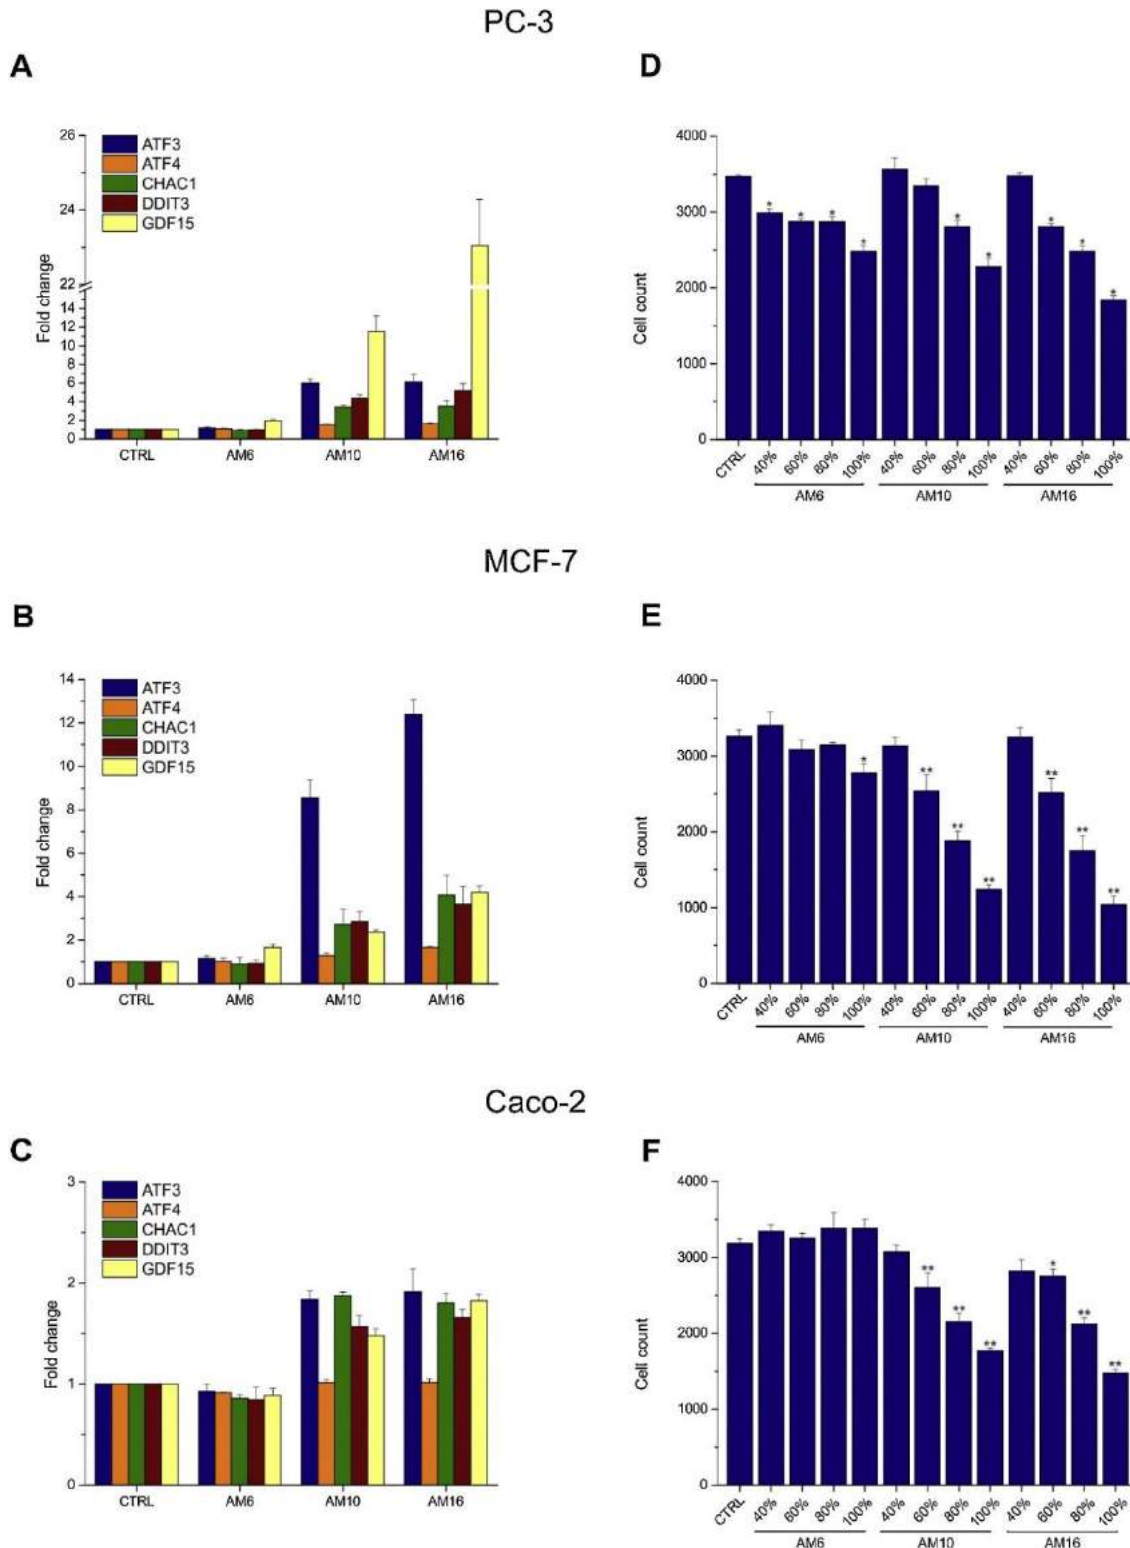 PC-3
A
D
26
24
22
14
12
10
8
6
4
2
0
Fold change
ATF3
ATF4
CHAC1
DDIT3
GDF15
CTRL AM6 AM10 AM16
4000
3000
2000
1000
0
Cell count
* * * * * * * * *
CTRL 40% 60% 80% 100% 40% 60% 80% 100% 40% 60% 80% 100%
AM6 AM10 AM16
MCF-7
B
E
14
12
10
8
6
4
2
0
Fold change
ATF3
ATF4
CHAC1
DDIT3
GDF15
CTRL AM6 AM10 AM16
4000
3000
2000
1000
0
Cell count
* ** ** ** ** ** **
CTRL 40% 60% 80% 100% 40% 60% 80% 100% 40% 60% 80% 100%
AM6 AM10 AM16
Caco-2
C
F
3
2
1
0
Fold change
ATF3
ATF4
CHAC1
DDIT3
GDF15
CTRL AM6 AM10 AM16
4000
3000
2000
1000
0
Cell count
** ** ** * ** **
CTRL 40% 60% 80% 100% 40% 60% 80% 100% 40% 60% 80% 100%
AM6 AM10 AM16